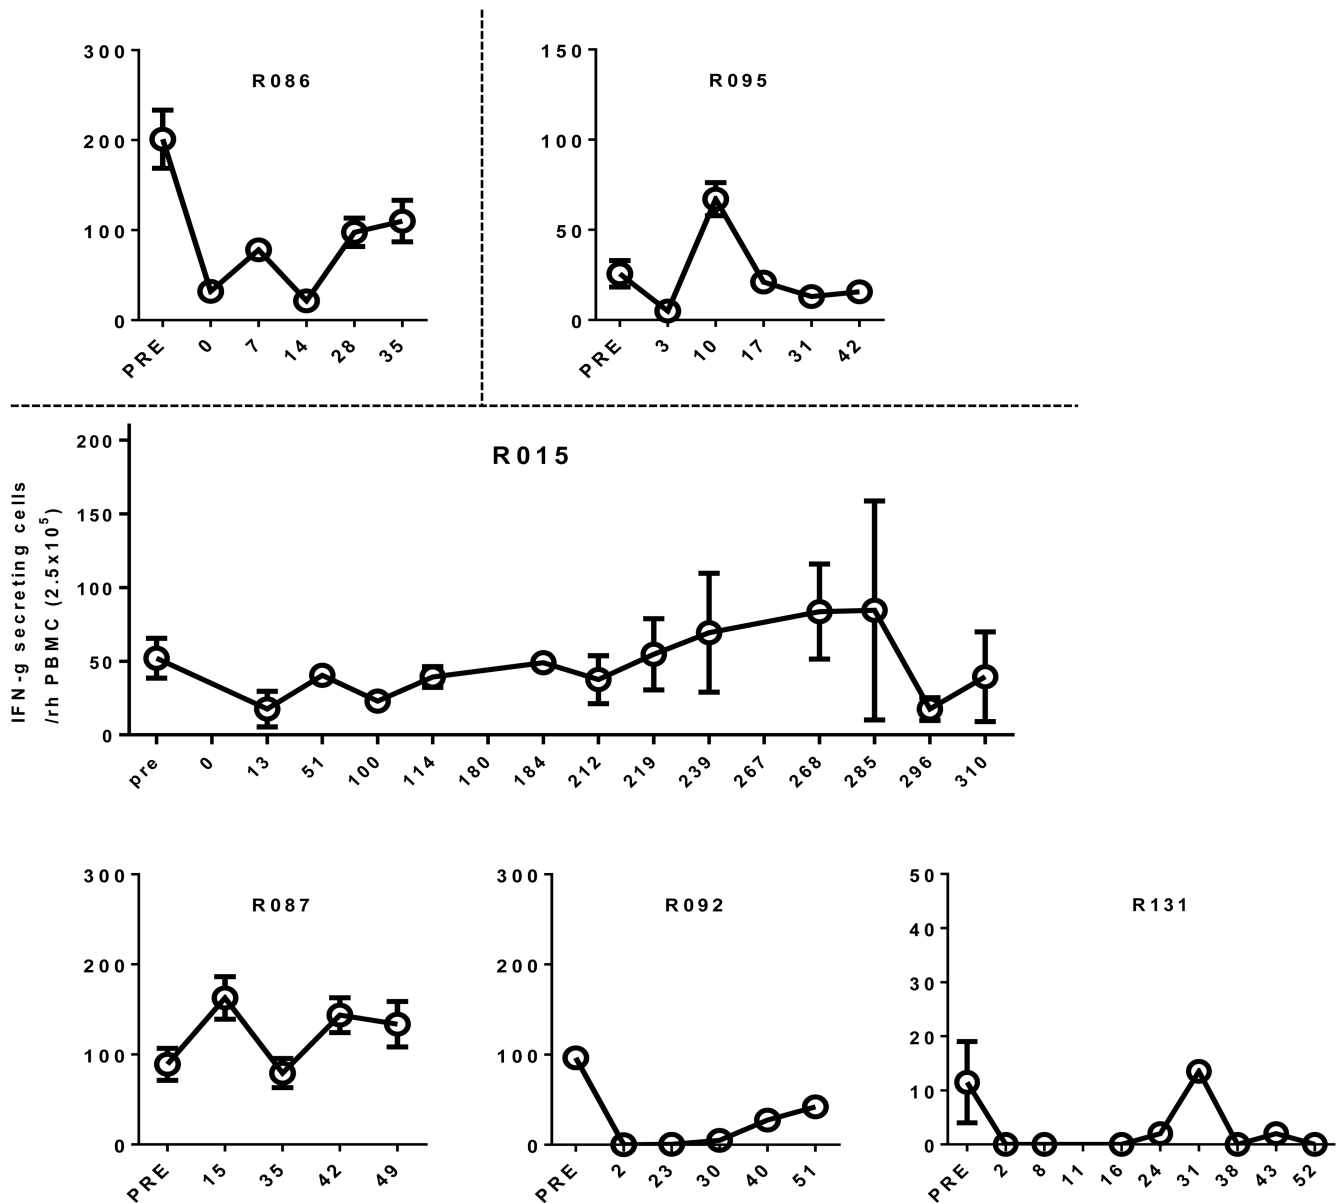 R086
300
200
100
0
PRE 0 7 14 28 35
R095
150
100
50
0
PRE 3 10 17 31 42
R015
IFN-g secreting cells
/rh PBMC (2.5x10⁵)
200
150
100
50
0
pre 0 13 51 100 114 180 184 212 219 239 267 268 285 296 310
R087
300
200
100
0
PRE 15 35 42 49
R092
300
200
100
0
PRE 2 23 30 40 51
R131
50
40
30
20
10
0
PRE 2 8 11 16 24 31 38 43 52